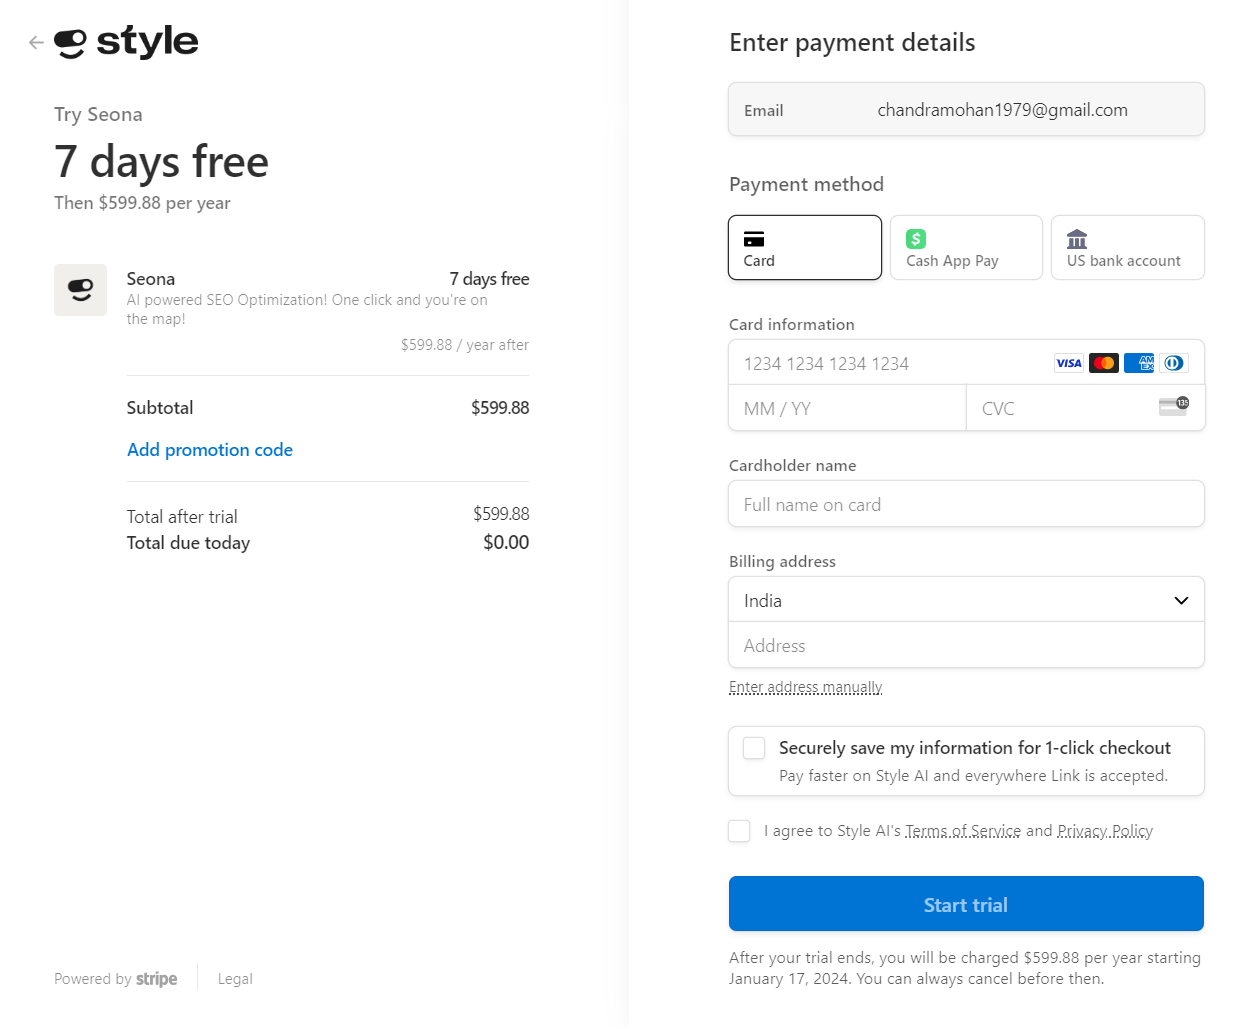 style
Try Seona
7 days free
Then $599.88 per year
Seona
7 days free
AI powered SEO Optimization! One click and you're on
the map!
$599.88 / year after
Subtotal
$599.88
Add promotion code
Total after trial
$599.88
Total due today
$0.00
Powered by stripe
Legal
Enter payment details
Email
chandramohan1979@gmail.com
Payment method
Card
$
Cash App Pay
US bank account
Card information
1234 1234 1234 1234
VISA
AM
EX
MM / YY
CVC
135
Cardholder name
Full name on card
Billing address
India
Address
Enter address manually
Securely save my information for 1-click checkout
Pay faster on Style AI and everywhere Link is accepted.
I agree to Style AI's Terms of Service and Privacy Policy
Start trial
After your trial ends, you will be charged $599.88 per year starting
January 17, 2024. You can always cancel before then.